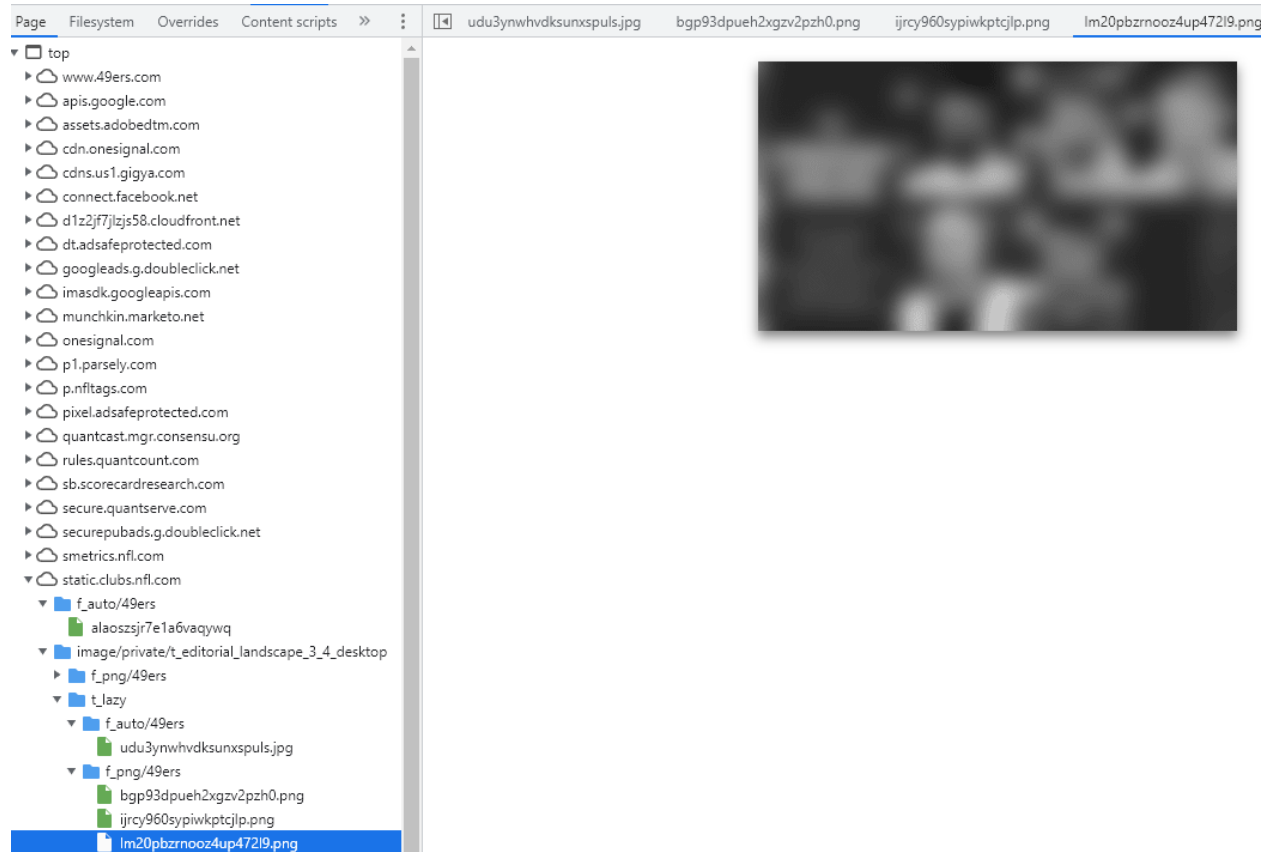 Page Filesystem Overrides Content scripts »
udu3ynwhvdksunxspuls.jpg bgp93dpueh2xgzv2pzh0.png ijrcy960sypiwkptcjlp.png lm20pbzrnooz4up472l9.png
top
www.49ers.com
apis.google.com
assets.adobedtm.com
cdn.onesignal.com
cdns.us1.gigya.com
connect.facebook.net
d1z2jf7jlzjs58.cloudfront.net
dt.adsafeprotected.com
googleads.g.doubleclick.net
imasdk.googleapis.com
munchkin.marketo.net
onesignal.com
p1.parsely.com
p.nfltags.com
pixel.adsafeprotected.com
quantcast.mgr.consensu.org
rules.quantcount.com
sb.scorecardresearch.com
secure.quantserve.com
securepubads.g.doubleclick.net
smetrics.nfl.com
static.clubs.nfl.com
f_auto/49ers
alaoszsjr7e1a6vaqywq
image/private/t_editorial_landscape_3_4_desktop
f_png/49ers
t_lazy
f_auto/49ers
udu3ynwhvdksunxspuls.jpg
f_png/49ers
bgp93dpueh2xgzv2pzh0.png
ijrcy960sypiwkptcjlp.png
lm20pbzrnooz4up472l9.png